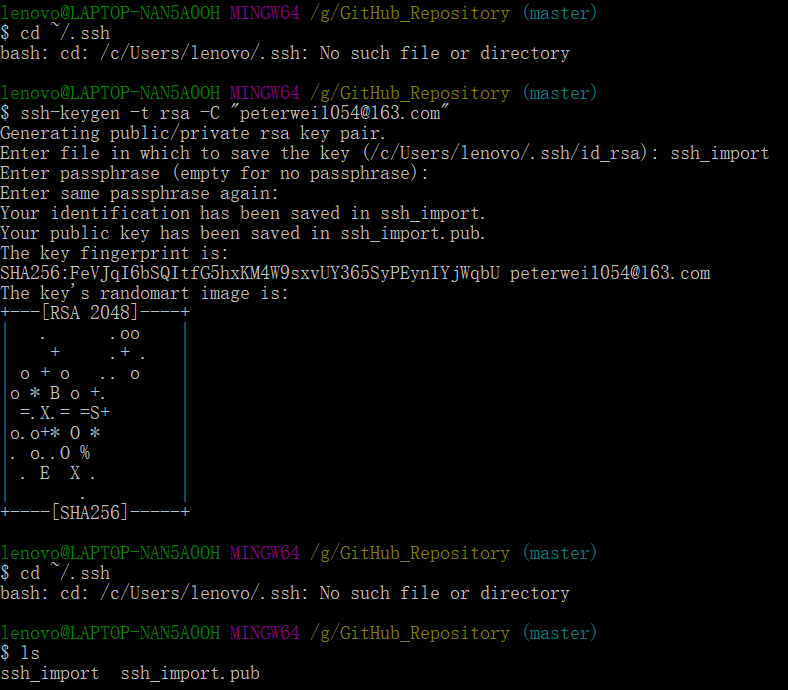 lenovo@LAPTOP-NAN5AOOH MINGW64 /g/GitHub_Repository (master)
$ cd ~/.ssh
bash: cd: /c/Users/lenovo/.ssh: No such file or directory
lenovo@LAPTOP-NAN5AOOH MINGW64 /g/GitHub_Repository (master)
$ ssh-keygen -t rsa -C "peterwei1054@163.com"
Generating public/private rsa key pair.
Enter file in which to save the key (/c/Users/lenovo/.ssh/id_rsa): ssh_import
Enter passphrase (empty for no passphrase):
Enter same passphrase again:
Your identification has been saved in ssh_import.
Your public key has been saved in ssh_import.pub.
The key fingerprint is:
SHA256:FeVJqI6bSQItfG5hxKM4W9sxvUY365SyPEynIYjWqbU peterwei1054@163.com
The key's randomart image is:
+---[RSA 2048]----+
|   .      .oo    |
|    +     .+ .   |
| o + o   .. o    |
|o * B o +.       |
| =.X.= =S+       |
|o.o+* O *        |
|. o..O %         |
| . E  X .        |
|       .         |
+----[SHA256]-----+
lenovo@LAPTOP-NAN5AOOH MINGW64 /g/GitHub_Repository (master)
$ cd ~/.ssh
bash: cd: /c/Users/lenovo/.ssh: No such file or directory
lenovo@LAPTOP-NAN5AOOH MINGW64 /g/GitHub_Repository (master)
$ ls
ssh_import  ssh_import.pub